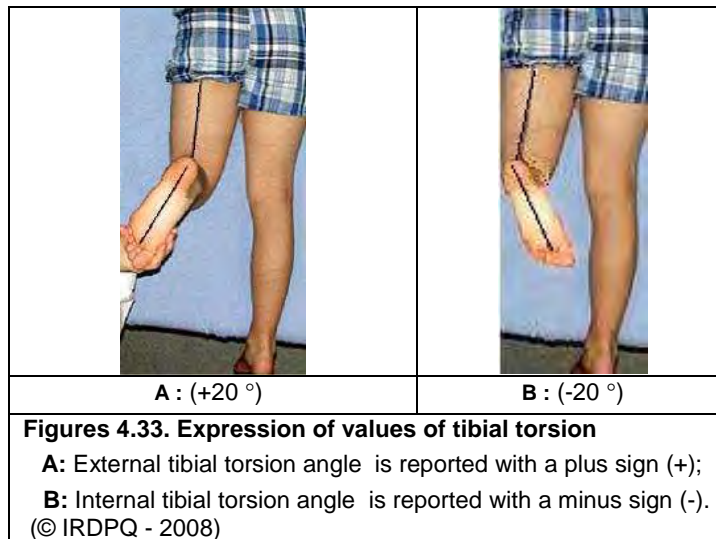 A : (+20 °)
B : (-20 °)
Figures 4.33. Expression of values of tibial torsion
A: External tibial torsion angle is reported with a plus sign (+);
B: Internal tibial torsion angle is reported with a minus sign (-).
(© IRDPQ - 2008)